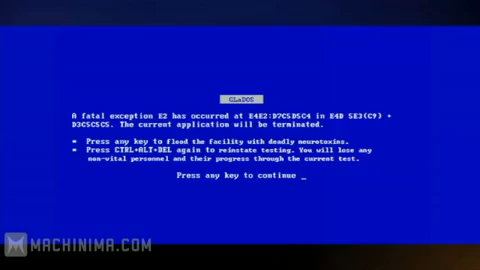 GLaDOS
A fatal exception E2 has occurred at E4E2:D7C5D5C4 in E4D 5E3(C9) +
D3C5C5C5. The current application will be terminated.
* Press any key to flood the facility with deadly neurotoxins.
* Press CTRL+ALT+DEL again to reinstate testing. You will lose any
non-vital personnel and their progress through the current test.
Press any key to continue _
MACHINIMA.COM